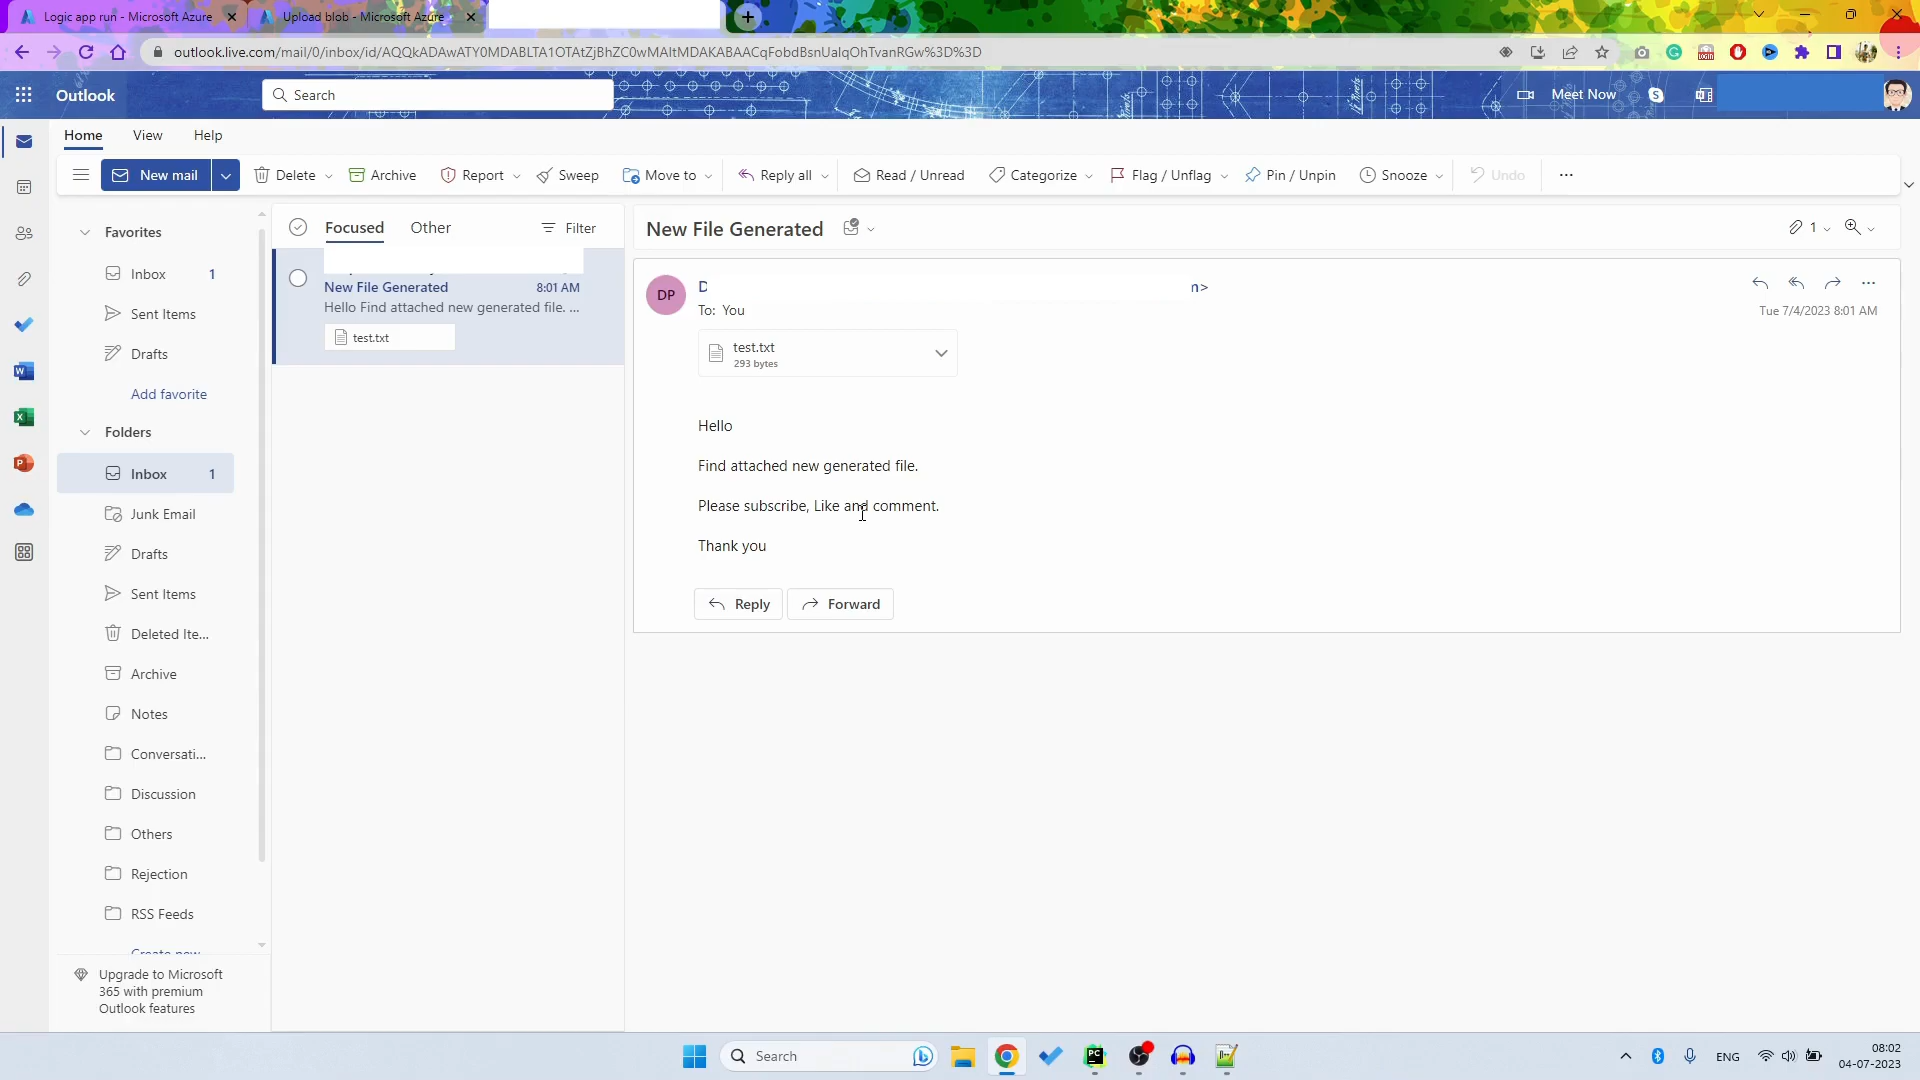 Logic app run - Microsoft Azure
Upload blob - Microsoft Azure
outlook.live.com/mail/0/inbox/id/AQQkADAwATY0MDABLTA1OTAtZjBhZC0wMAItMDAKABAACqFobdBsnUalqOhTvanRGw%3D%3D
Outlook
Search
Meet Now
Home View Help
New mail Delete Archive Report Sweep Move to Reply all Read / Unread Categorize Flag / Unflag Pin / Unpin Snooze Undo
Favorites
Inbox 1
Sent Items
Drafts
Add favorite
Folders
Inbox 1
Junk Email
Drafts
Sent Items
Deleted Ite...
Archive
Notes
Conversati...
Discussion
Others
Rejection
RSS Feeds
Create new
Upgrade to Microsoft
365 with premium
Outlook features
Focused Other Filter
New File Generated 8:01 AM
Hello Find attached new generated file. ...
test.txt
New File Generated
1
DP
To: You
Tue 7/4/2023 8:01 AM
test.txt
293 bytes
Hello
Find attached new generated file.
Please subscribe, Like and comment.
Thank you
Reply Forward
Search
ENG
08:02
04-07-2023